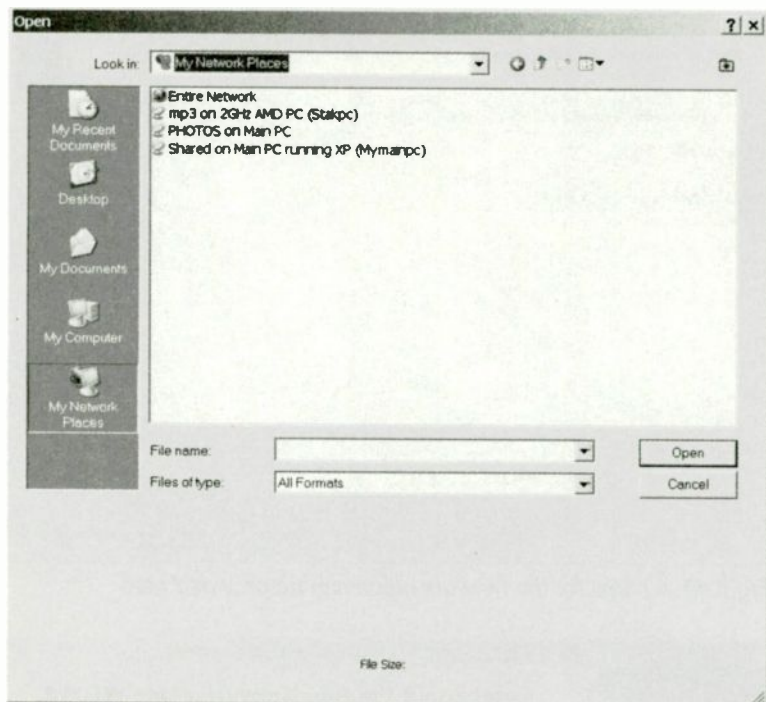 Open
Look in: My Network Places
Entire Network
mp3 on 2GHz AMD PC (Stakpc)
PHOTOS on Main PC
Shared on Main PC running XP (Mymainpc)
My Recent
Documents
Desktop
My Documents
My Computer
My Network
Places
File name:
Open
Files of type: All Formats
Cancel
File Size: